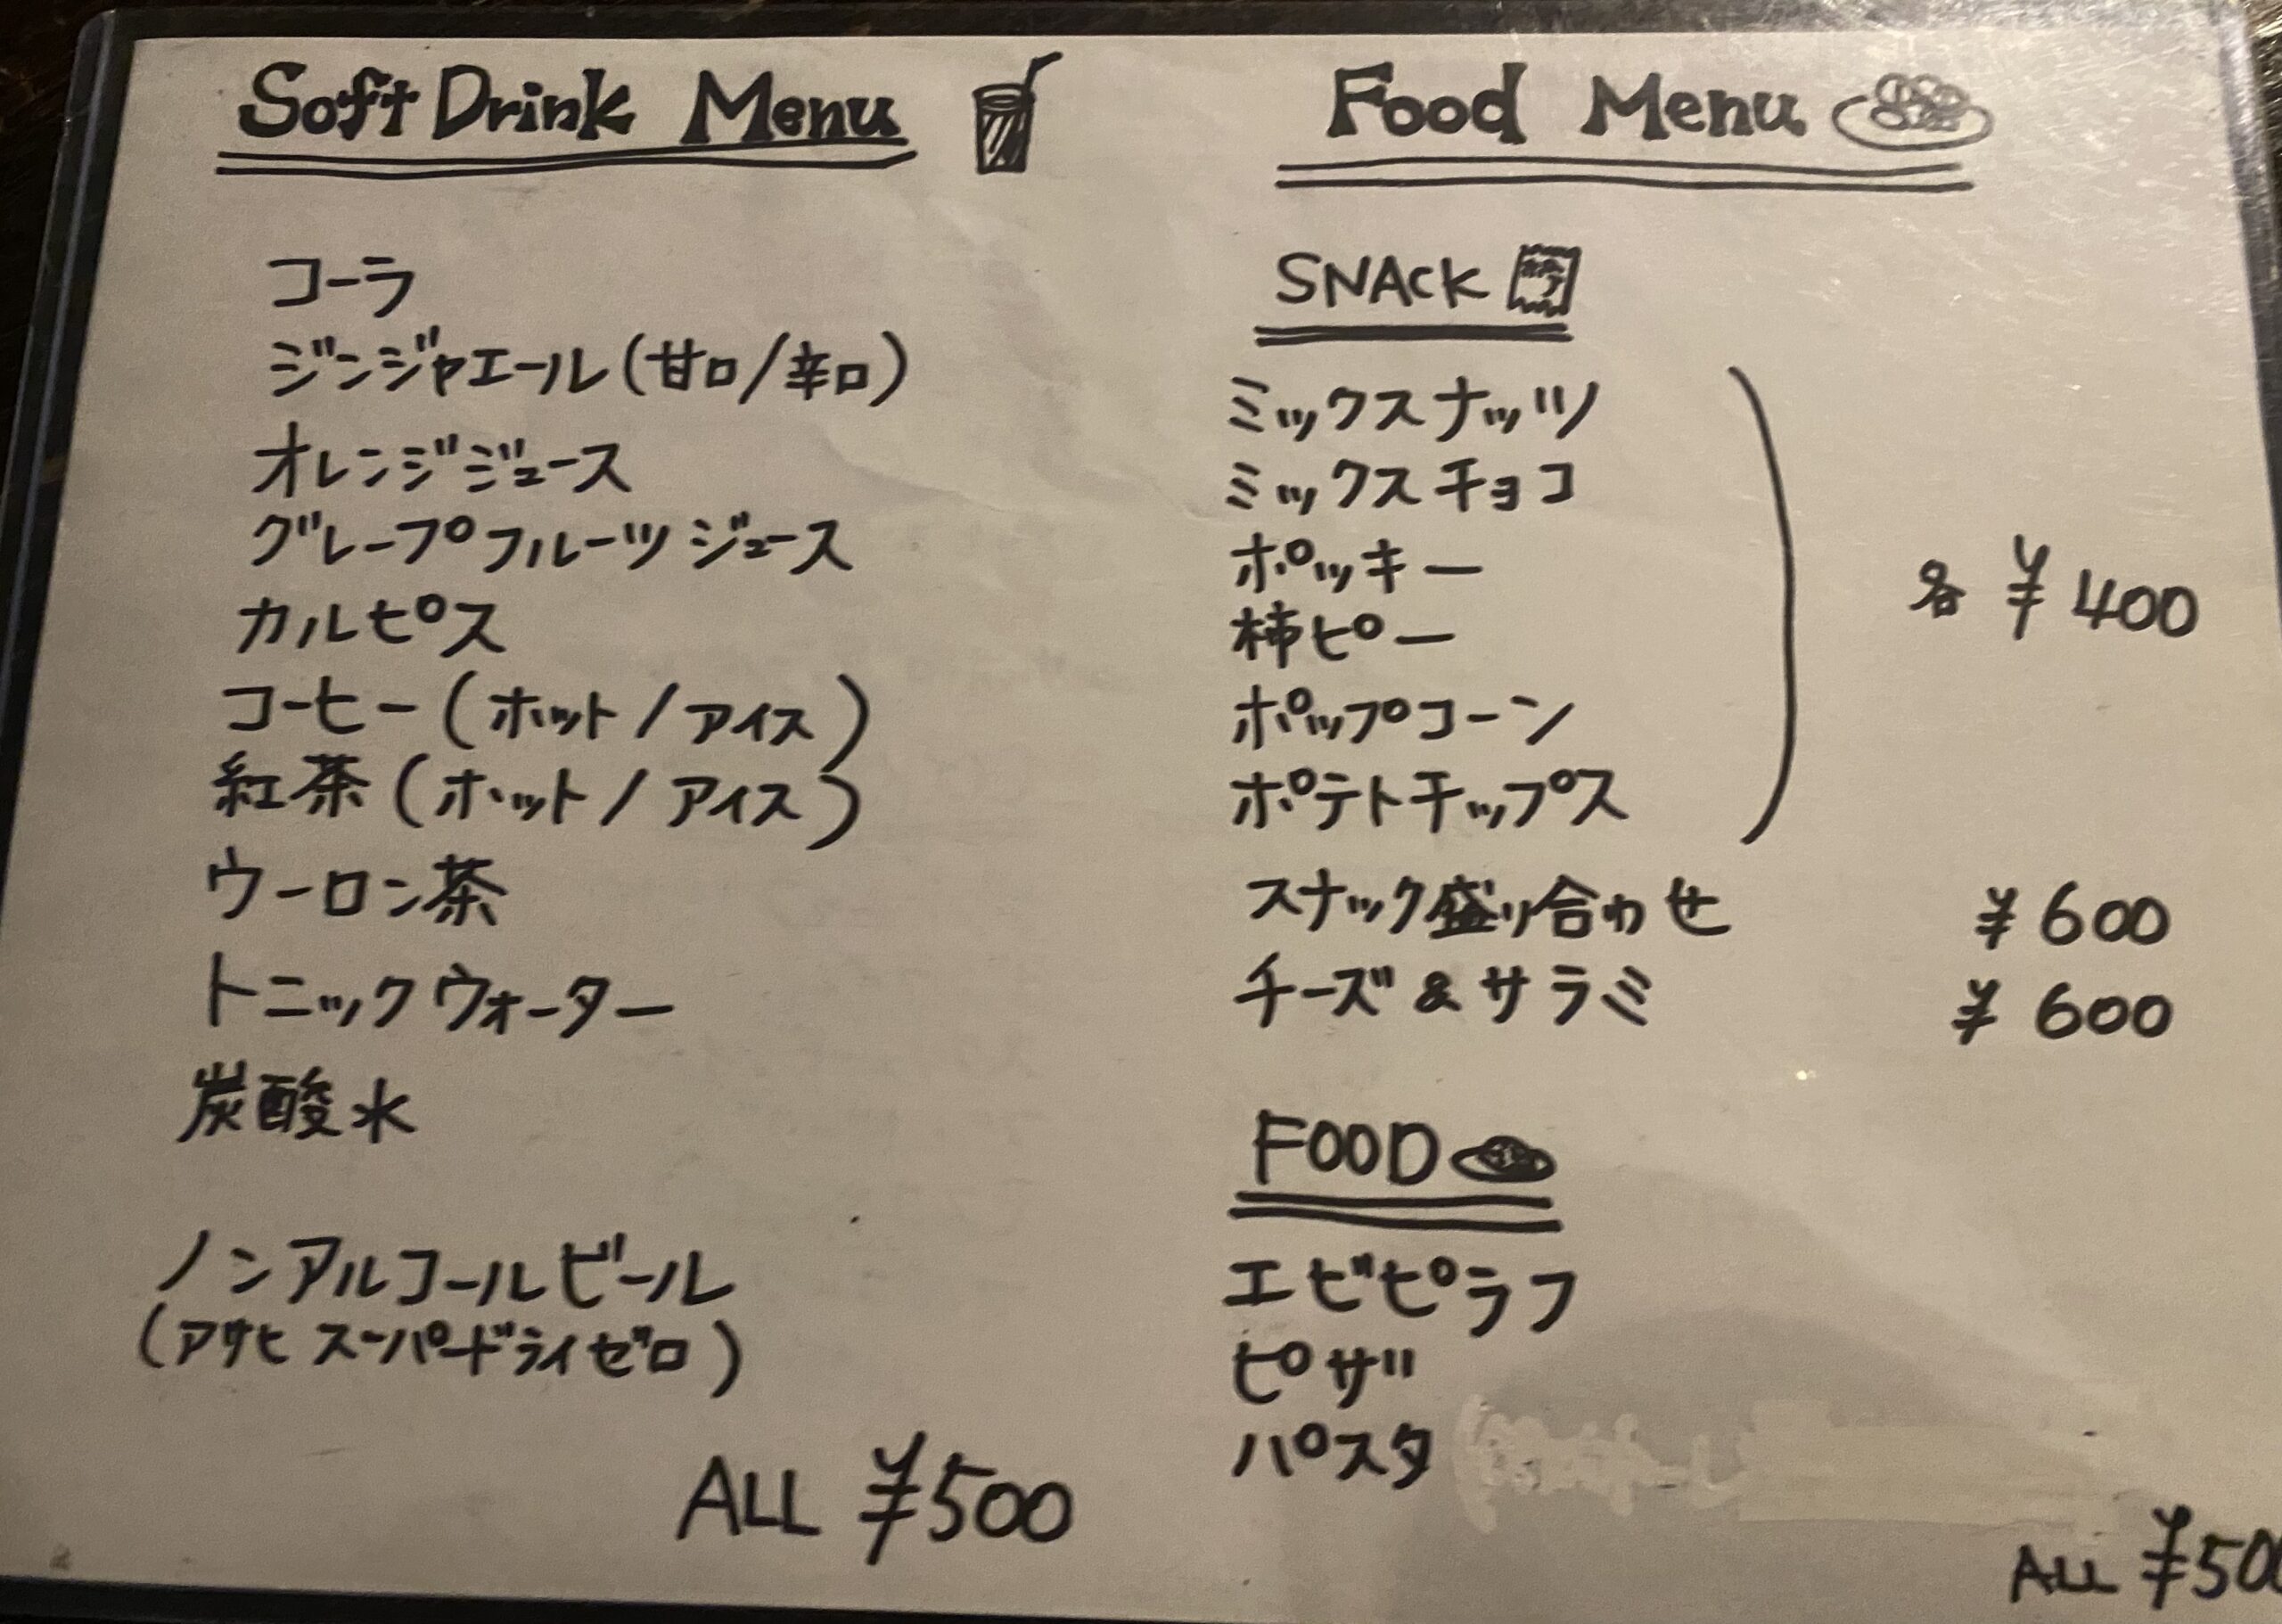 Soft Drink Menu
コーラ
ジンジャエール(甘口/辛口)
オレンジジュース
グレープフルーツジュース
カルピス
コーヒー(ホット/アイス)
紅茶(ホット/アイス)
ウーロン茶
トニックウォーター
炭酸水
ノンアルコールビール
(アサヒ スーパードライゼロ)
ALL ¥500
Food Menu
SNACK
ミックスナッツ
ミックスチョコ
ポッキー
柿ピー
ポップコーン
ポテトチップス
各 ¥400
スナック盛り合わせ ¥600
チーズ&サラミ ¥600
FOOD
エビピラフ
ピザ
パスタ
ALL ¥500